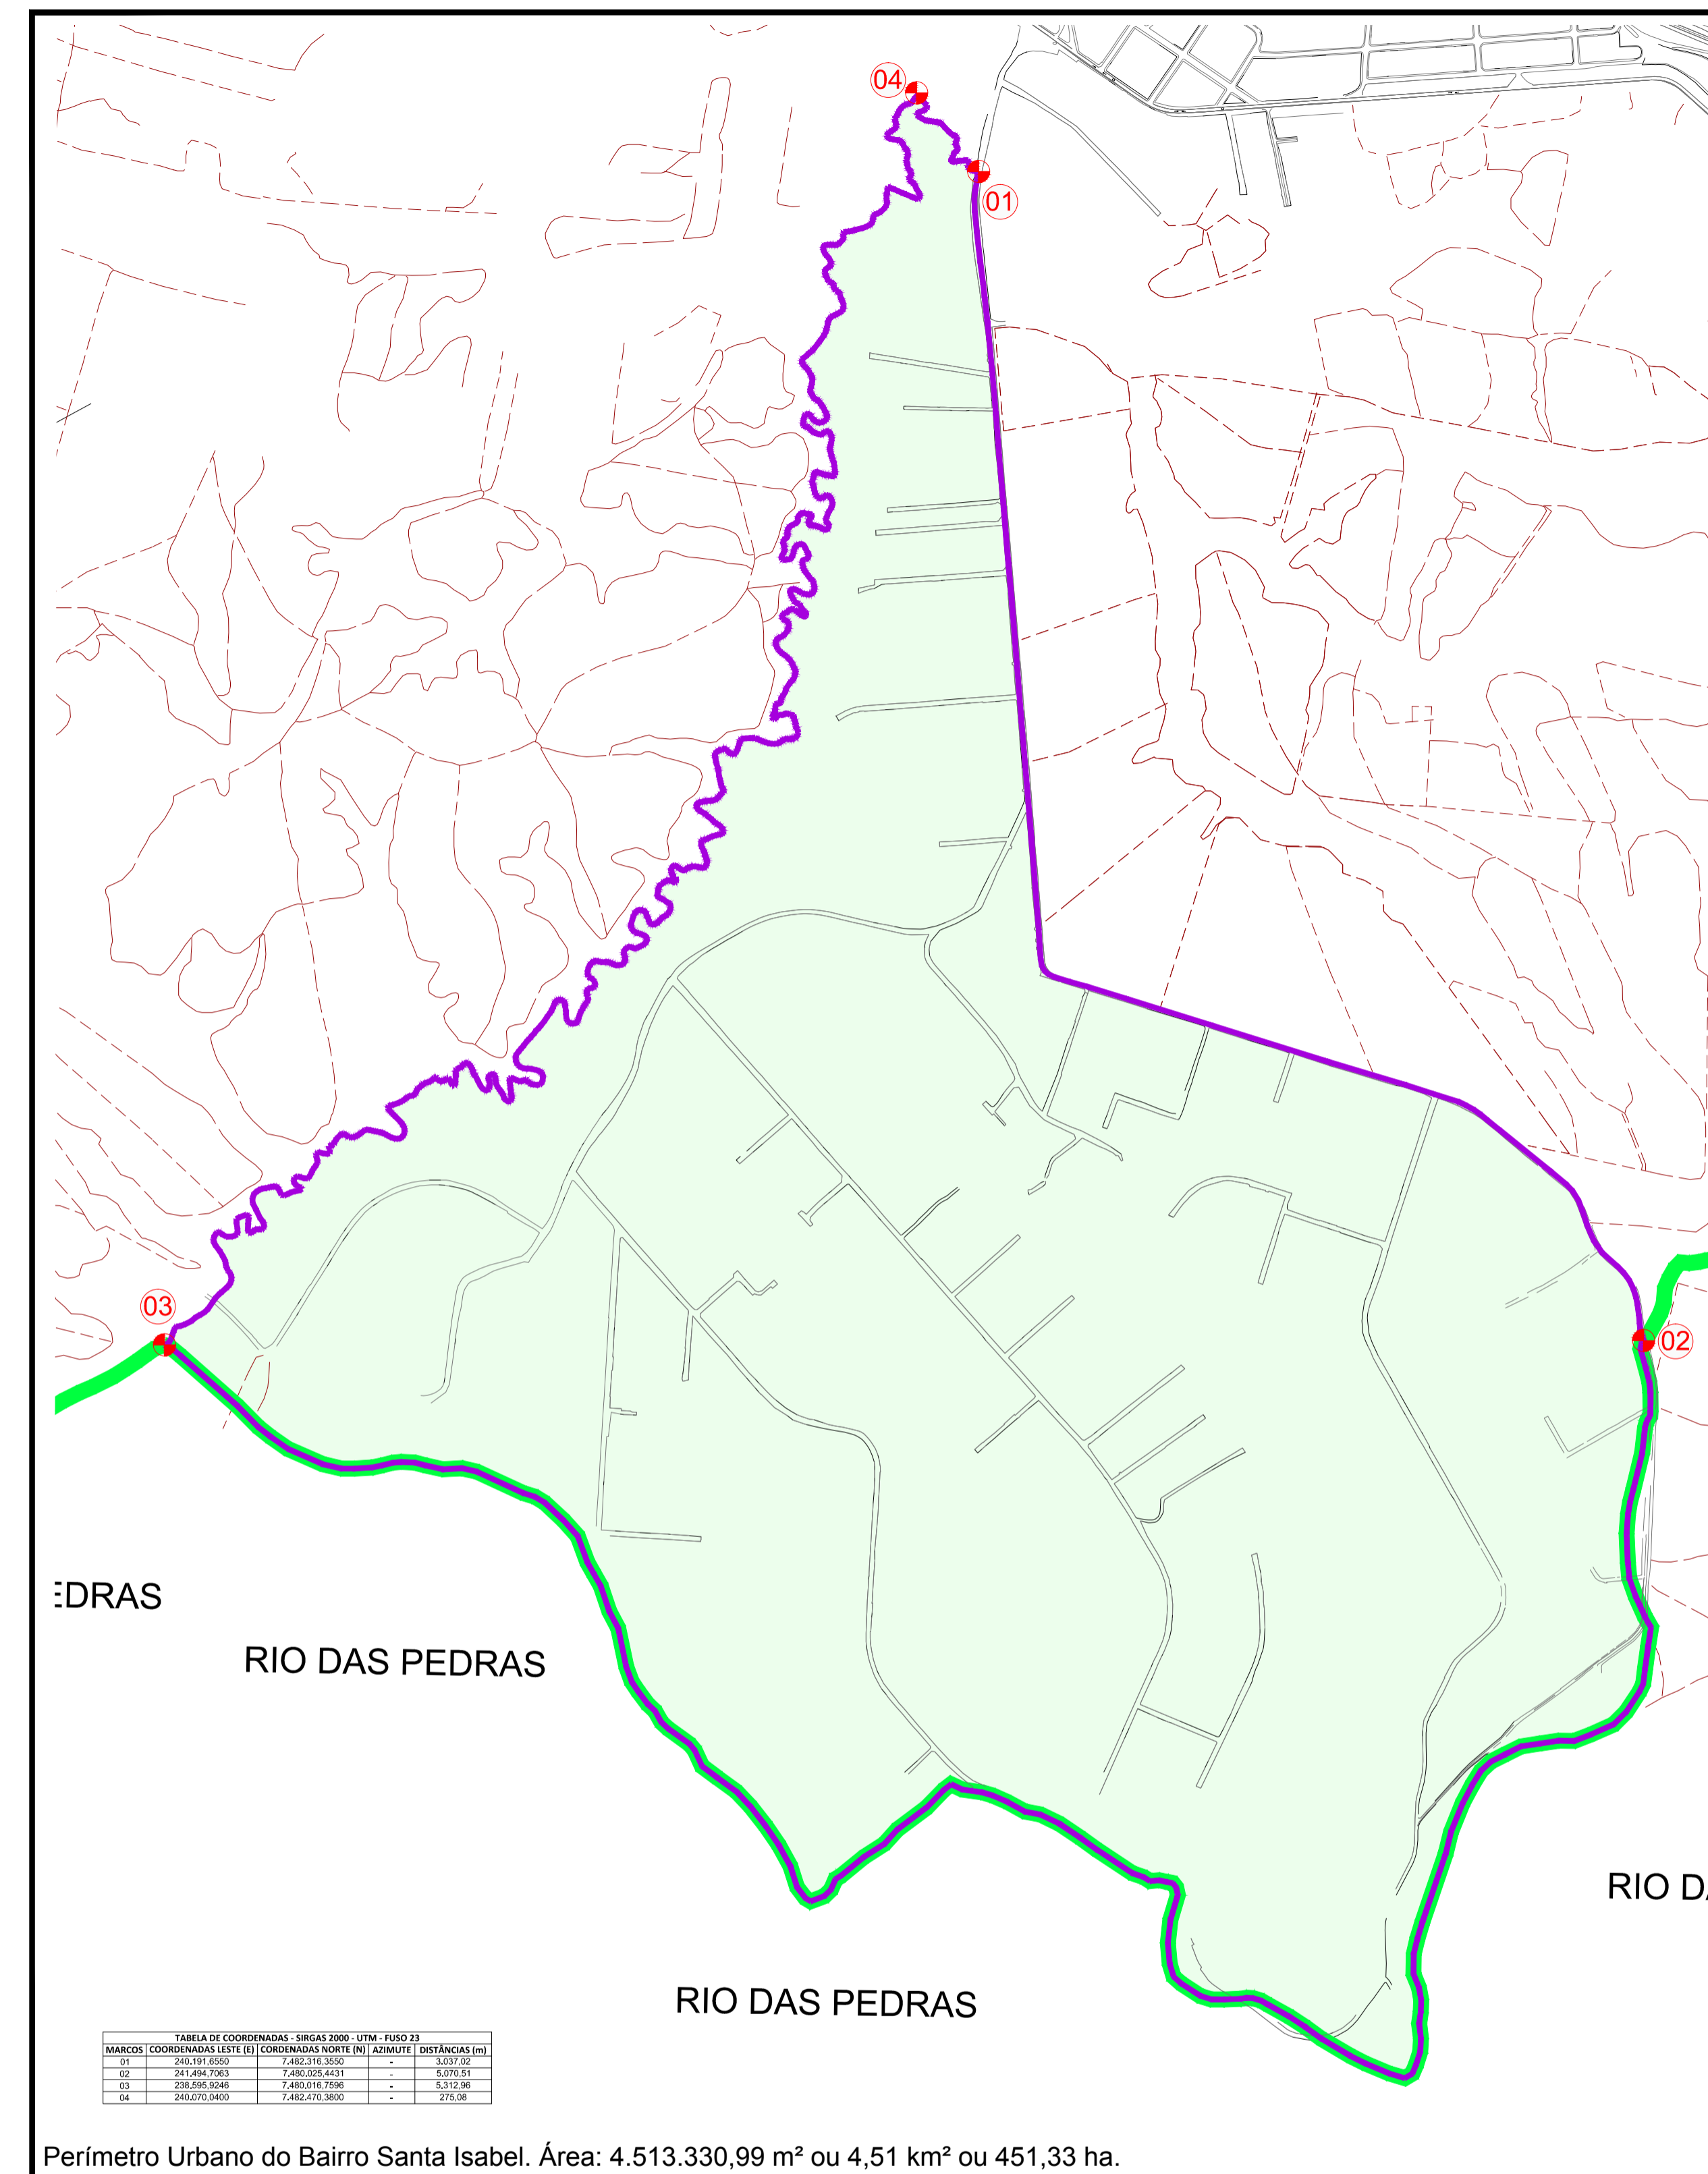 04
01
03
02
EDRAS
RIO DAS PEDRAS
RIO DA
RIO DAS PEDRAS
TABELA DE COORDENADAS - SIRGAS 2000 - UTM - FUSO 23
MARCOS COORDENADAS LESTE (E) CORDENADAS NORTE (N) AZIMUTE DISTÂNCIAS (m)
01 240.191,6550 7.482.316,3550 - 3.037,02
02 241.494,7063 7.480.025,4431 - 5.070,51
03 238.595,9246 7.480.016,7596 - 5.312,96
04 240.070,0400 7.482.470,3800 - 275,08
Perímetro Urbano do Bairro Santa Isabel. Área: 4.513.330,99 m² ou 4,51 km² ou 451,33 ha.